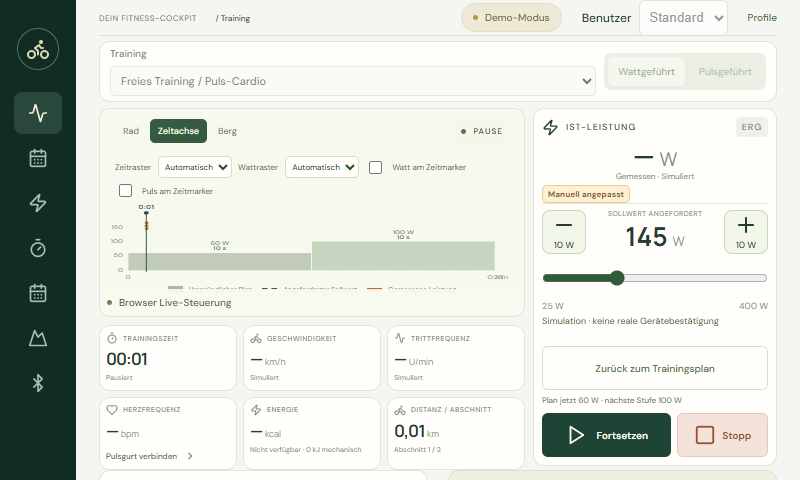 DEIN FITNESS-COCKPIT / Training
Demo-Modus
Benutzer
Standard
Profile
Training
Freies Training / Puls-Cardio
Wattgeführt
Pulsgeführt
Rad
Zeitachse
Berg
PAUSE
Zeitraster
Automatisch
Wattraster
Automatisch
Watt am Zeitmarker
Puls am Zeitmarker
0:01
150
100
50
0
60 W
10 s
100 W
10 s
0
Browser Live-Steuerung
IST-LEISTUNG
ERG
— W
Gemessen · Simuliert
Manuell angepasst
SOLLWERT ANGEFORDERT
— 10 W
145 W
+ 10 W
25 W
400 W
Simulation · keine reale Gerätebestätigung
Zurück zum Trainingsplan
Plan jetzt 60 W · nächste Stufe 100 W
Fortsetzen
Stopp
TRAININGSZEIT
00:01
Pausiert
GESCHWINDIGKEIT
— km/h
Simuliert
TRITTFREQUENZ
— U/min
Simuliert
HERZFREQUENZ
— bpm
Pulsgurt verbinden
ENERGIE
— kcal
Nicht verfügbar · 0 kJ mechanisch
DISTANZ / ABSCHNITT
0,01 km
Abschnitt 1 / 2